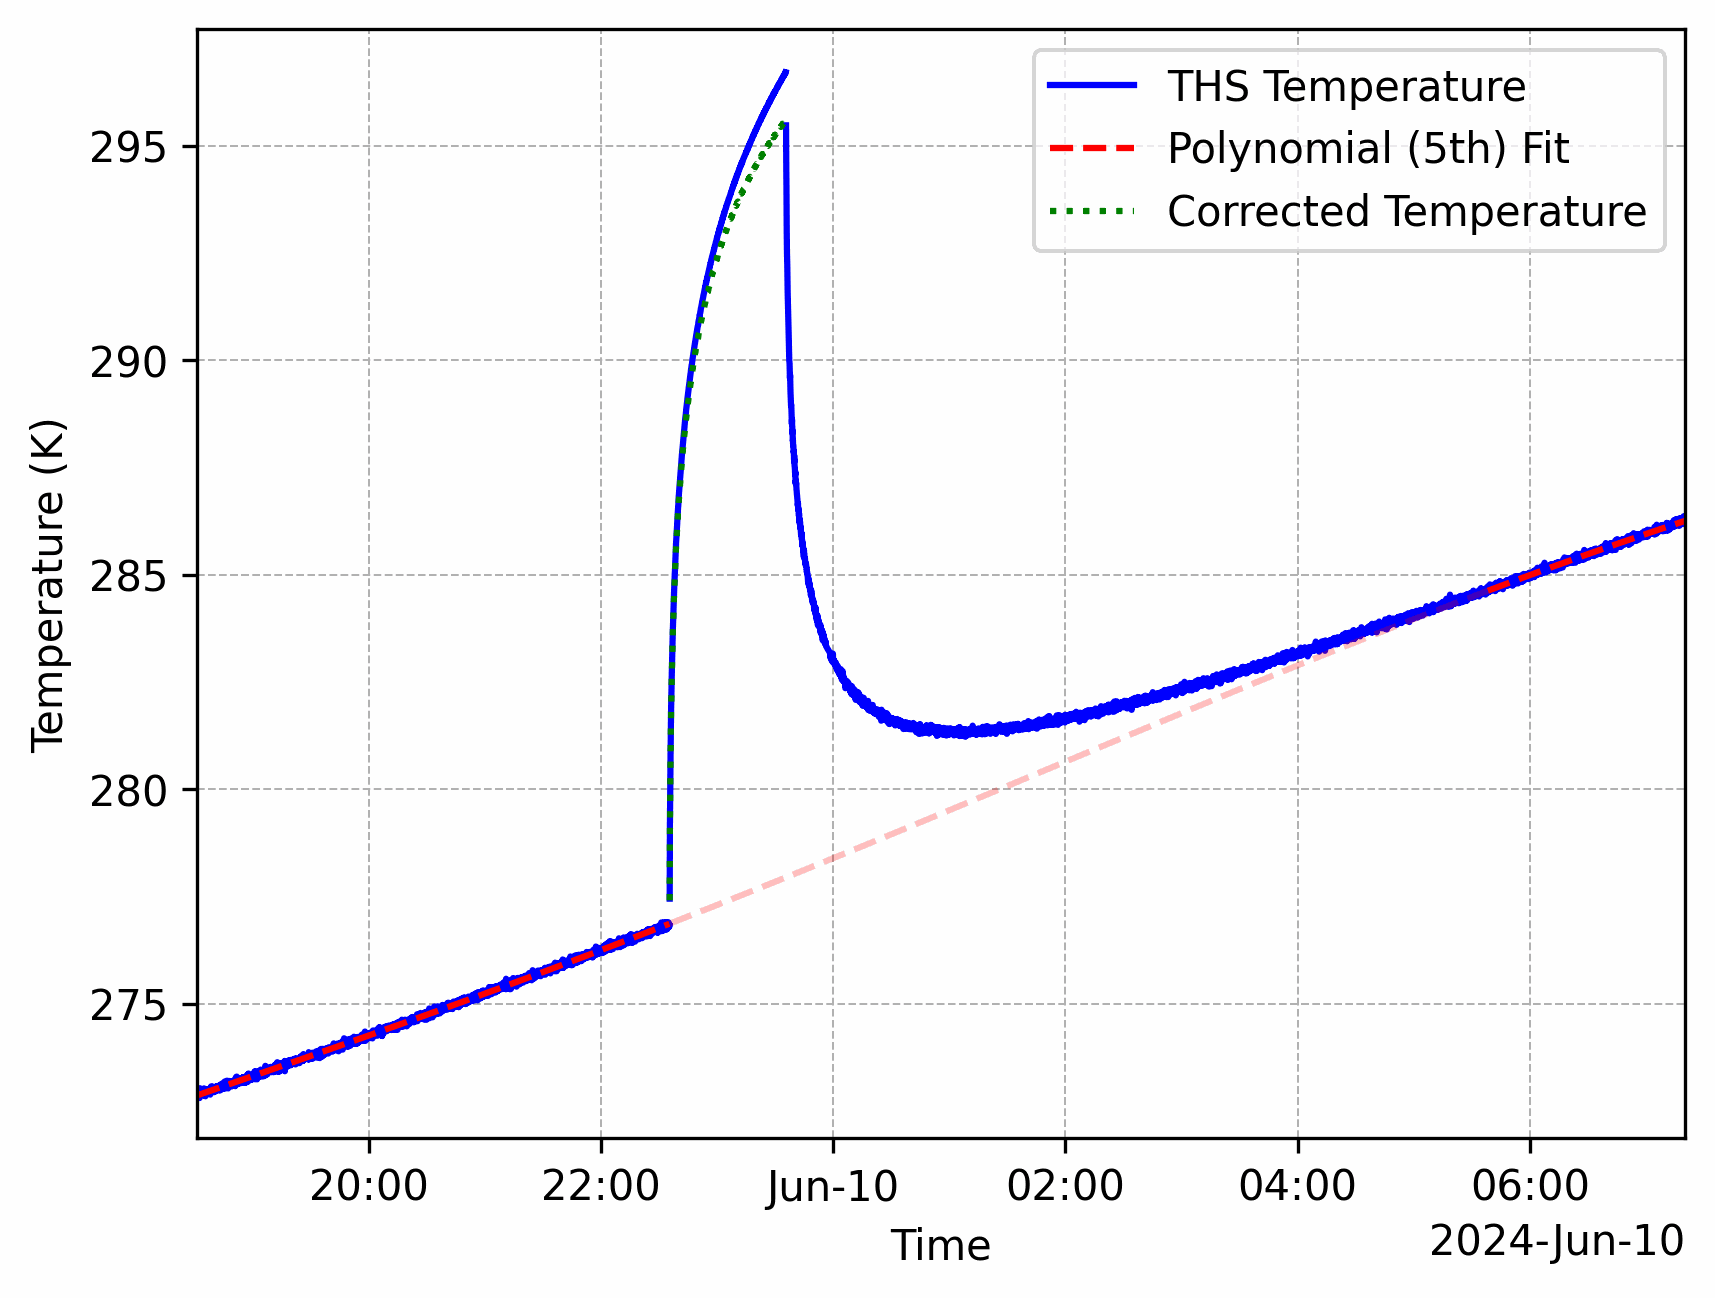 THS Temperature
Polynomial (5th) Fit
Corrected Temperature
295
290
285
280
275
Temperature (K)
20:00 22:00 Jun-10 02:00 04:00 06:00
Time
2024-Jun-10